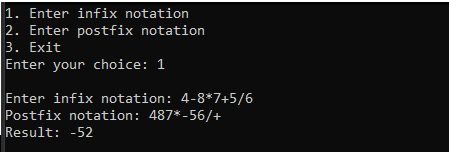 1. Enter infix notation
2. Enter postfix notation
3. Exit
Enter your choice: 1
Enter infix notation: 4-8*7+5/6
Postfix notation: 487*-56/+
Result: -52